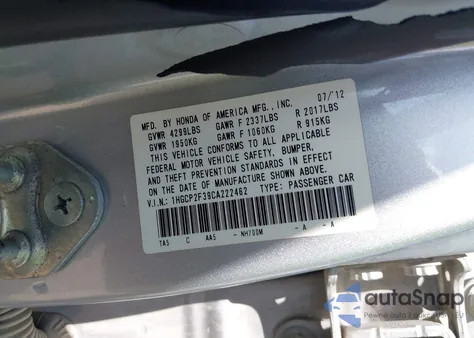 MFD. BY HONDA OF AMERICA MFG., INC. 07/'12
GVWR 4299LBS GAWR F 2337LBS R 2017LBS
GVWR 1950KG GAWR F 1060KG R 915KG
THIS VEHICLE CONFORMS TO ALL APPLICABLE
FEDERAL MOTOR VEHICLE SAFETY, BUMPER,
AND THEFT PREVENTION STANDARDS IN EFFECT
ON THE DATE OF MANUFACTURE SHOWN ABOVE.
V.I.N.: 1HGCP2F39CA222462 TYPE: PASSENGER CAR
TA5 C AA5 - NH700M - A - A
autoSnap